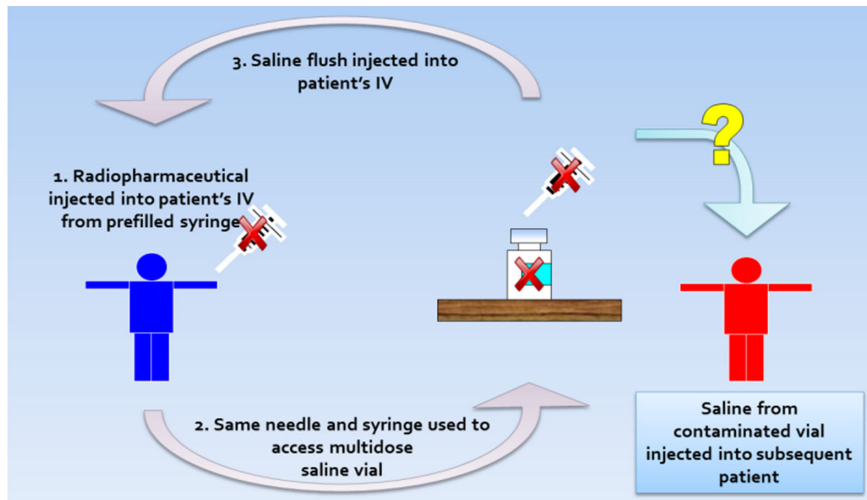 3. Saline flush injected into
patient's IV
1. Radiopharmaceutical
injected into patient's IV
from prefilled syringe
?
2. Same needle and syringe used to
access multidose
saline vial
Saline from
contaminated vial
injected into subsequent
patient